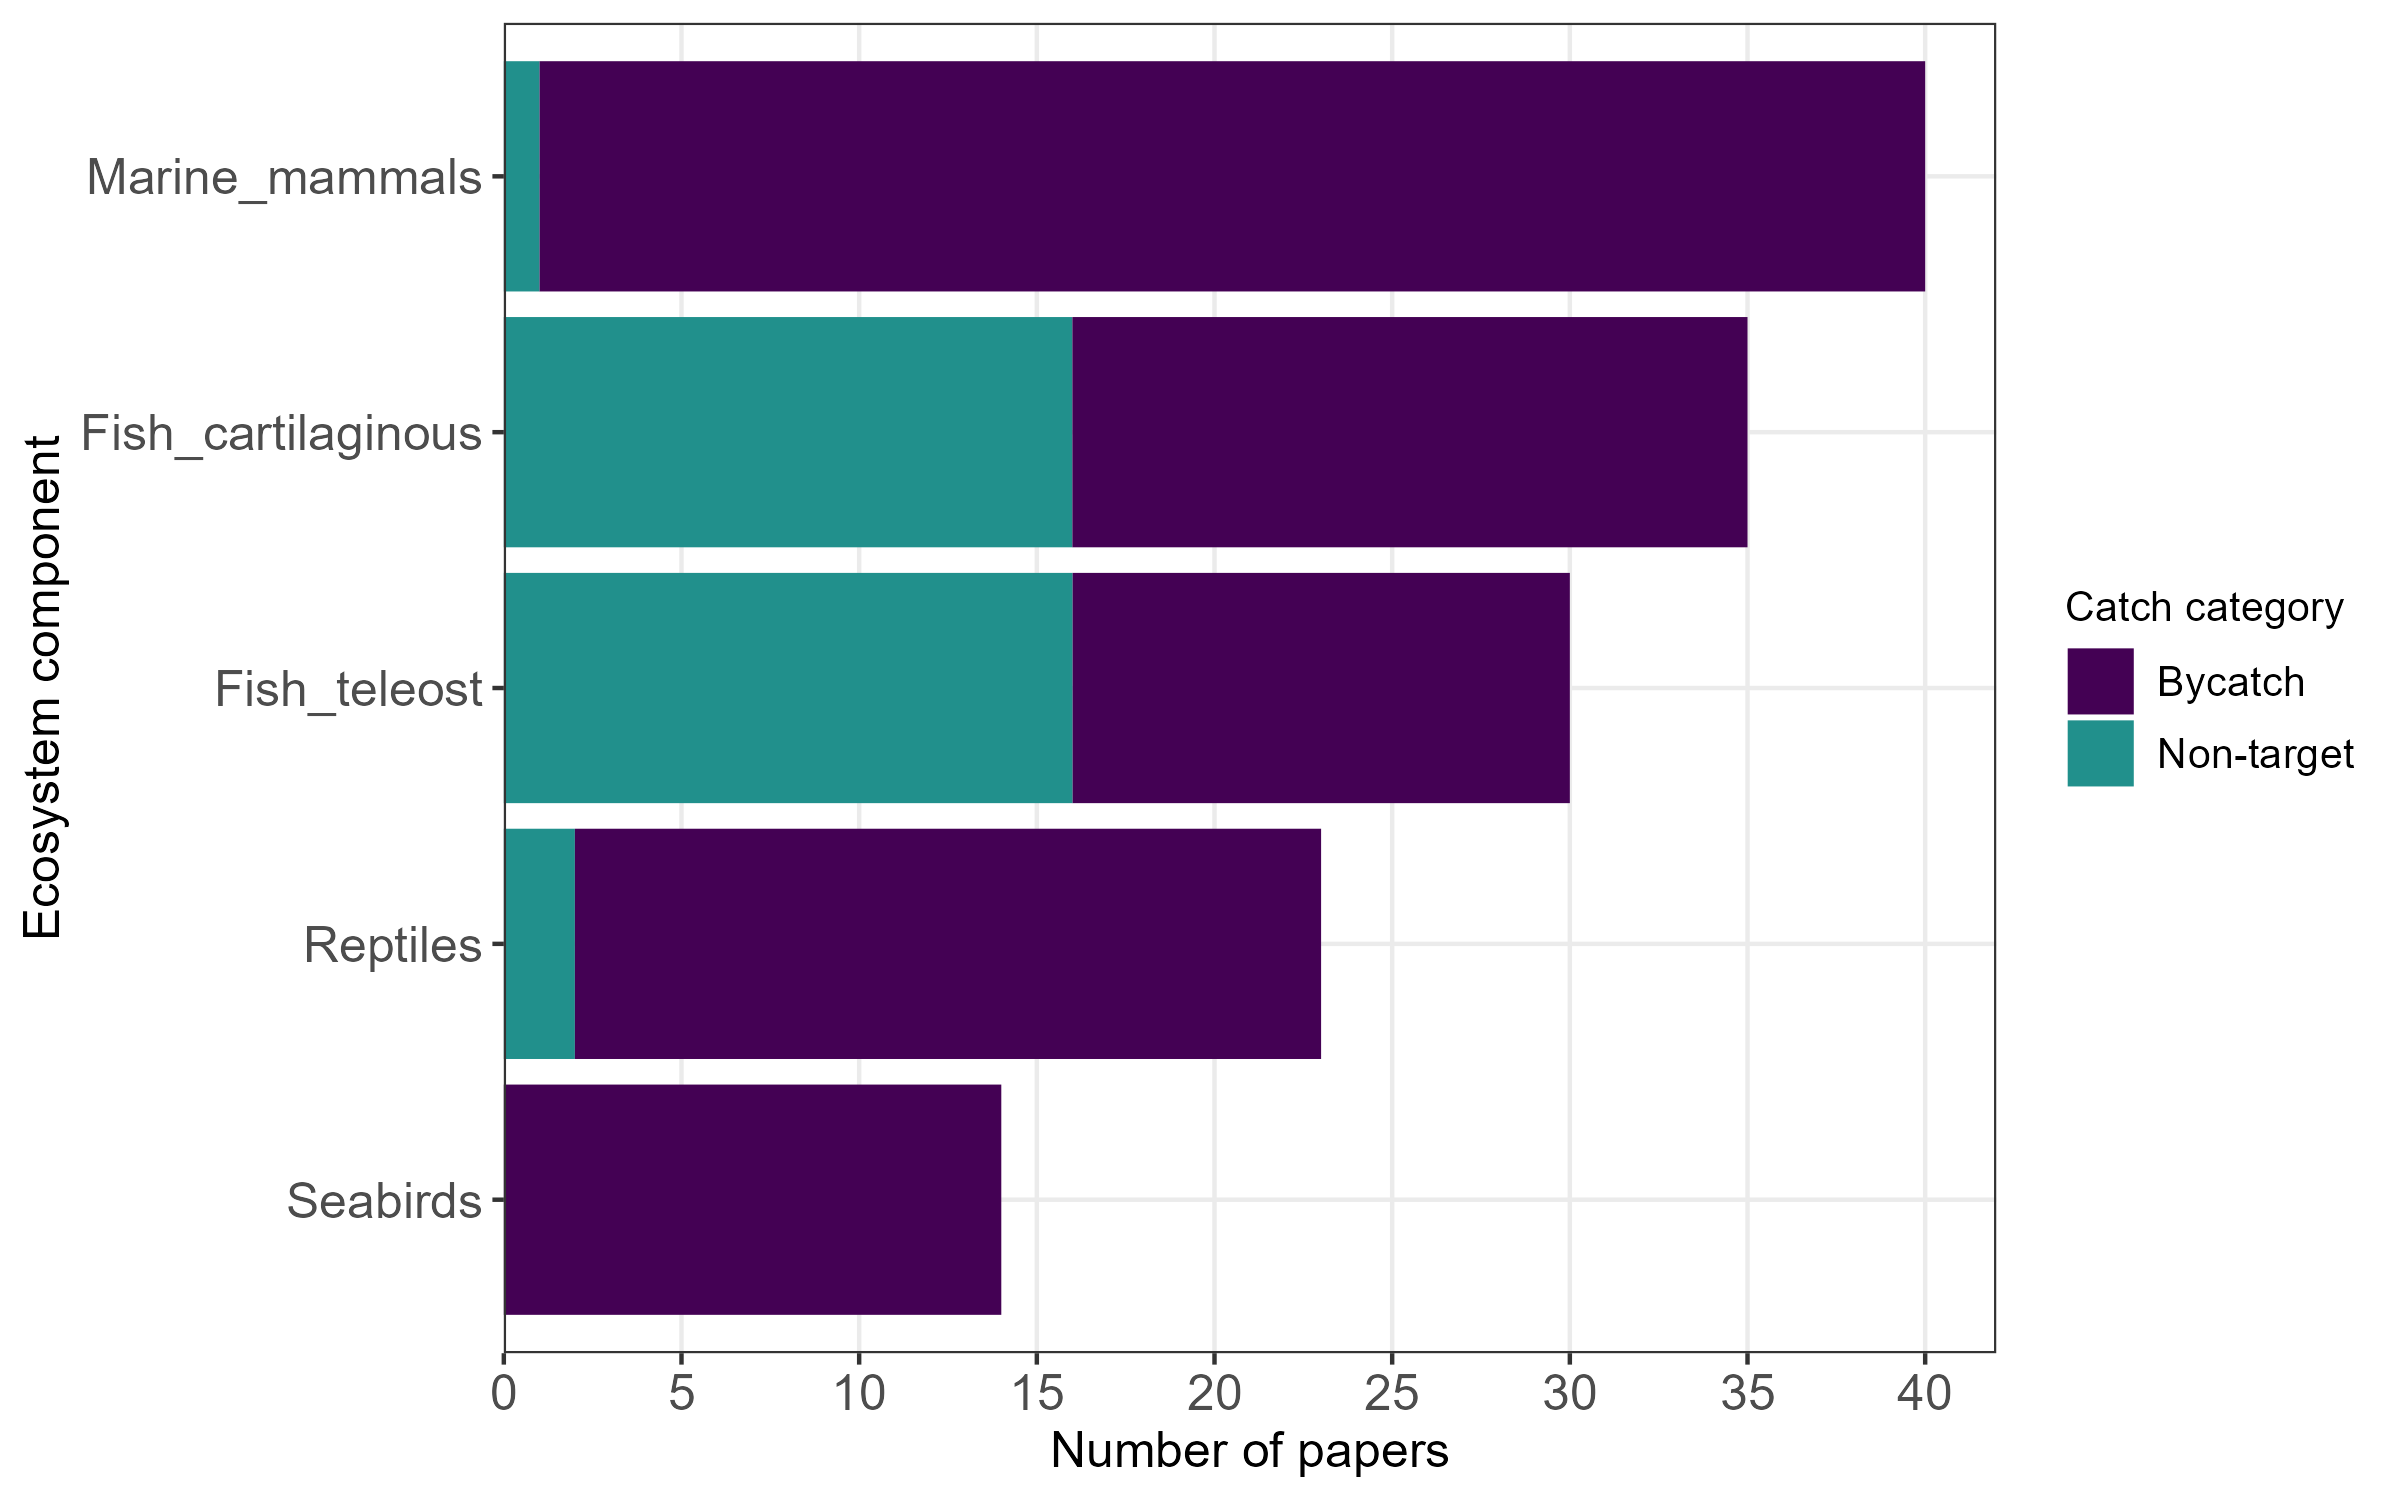 Ecosystem component
Marine_mammals
Fish_cartilaginous
Fish_teleost
Reptiles
Seabirds
0 5 10 15 20 25 30 35 40
Number of papers
Catch category
Bycatch
Non-target